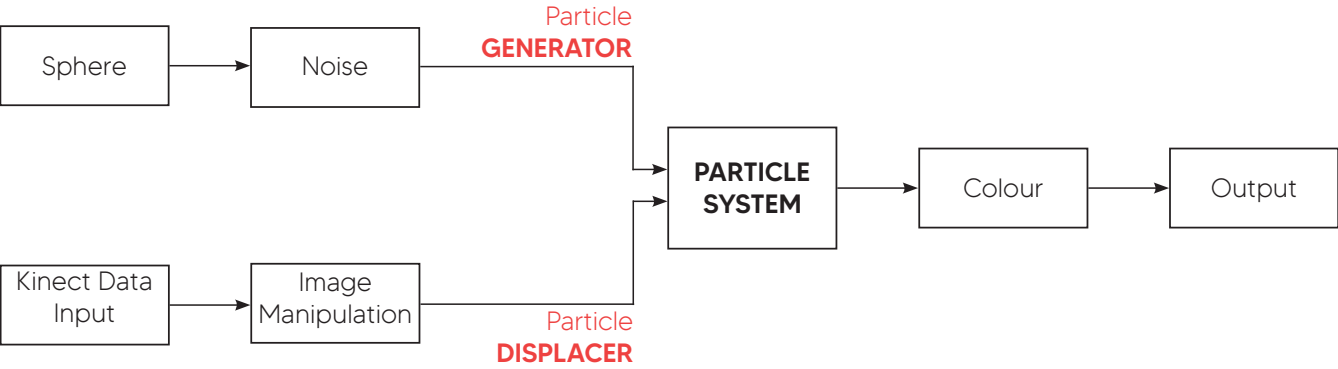 Sphere
Noise
Particle
GENERATOR
PARTICLE
SYSTEM
Colour
Output
Kinect Data
Input
Image
Manipulation
Particle
DISPLACER